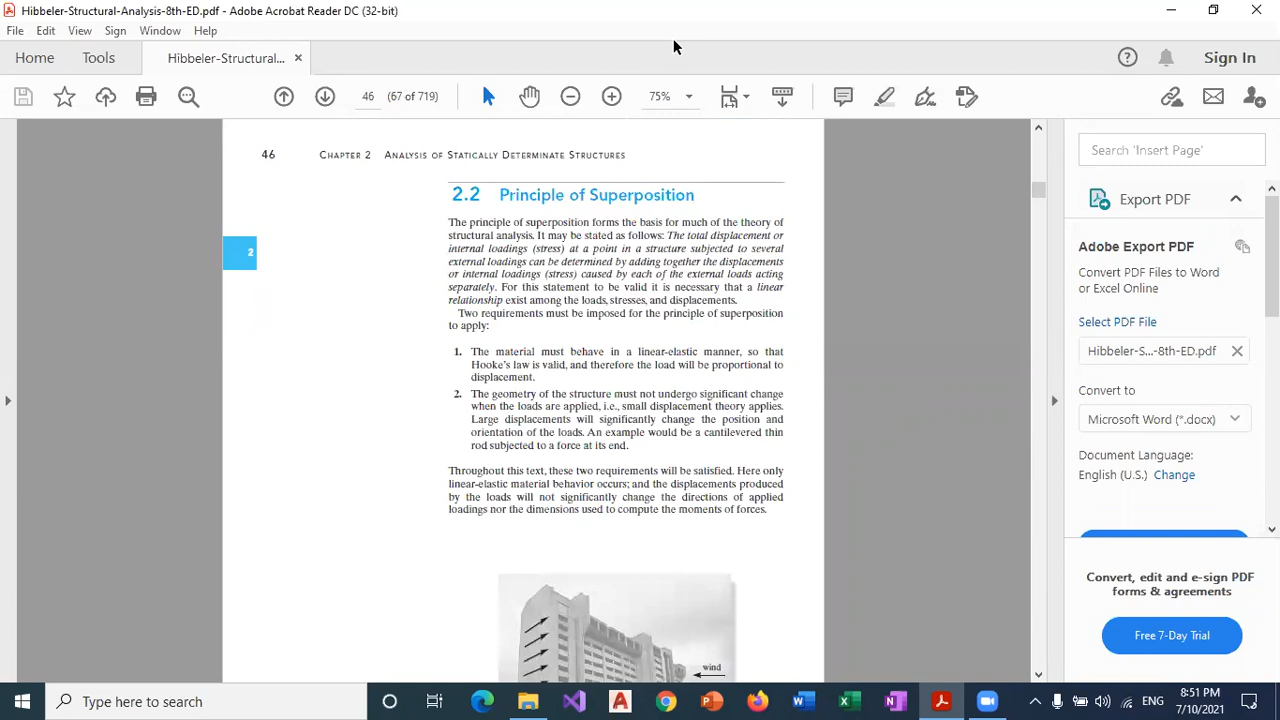 Hibbeler-Structural-Analysis-8th-ED.pdf - Adobe Acrobat Reader DC (32-bit)
File Edit View Sign Window Help
Home Tools Hibbeler-Structural... × Sign In
46 (67 of 719) 75%
46 CHAPTER 2 ANALYSIS OF STATICALLY DETERMINATE STRUCTURES
2.2 Principle of Superposition
The principle of superposition forms the basis for much of the theory of
structural analysis. It may be stated as follows: The total displacement or
internal loadings (stress) at a point in a structure subjected to several
external loadings can be determined by adding together the displacements
or internal loadings (stress) caused by each of the external loads acting
separately. For this statement to be valid it is necessary that a linear
relationship exist among the loads, stresses, and displacements.
Two requirements must be imposed for the principle of superposition
to apply:
1. The material must behave in a linear-elastic manner, so that
Hooke's law is valid, and therefore the load will be proportional to
displacement.
2. The geometry of the structure must not undergo significant change
when the loads are applied, i.e., small displacement theory applies.
Large displacements will significantly change the position and
orientation of the loads. An example would be a cantilevered thin
rod subjected to a force at its end.
Throughout this text, these two requirements will be satisfied. Here only
linear-elastic material behavior occurs; and the displacements produced
by the loads will not significantly change the directions of applied
loadings nor the dimensions used to compute the moments of forces.
2
wind
Search 'Insert Page'
Export PDF
Adobe Export PDF
Convert PDF Files to Word
or Excel Online
Select PDF File
Hibbeler-S...-8th-ED.pdf
Convert to
Microsoft Word (*.docx)
Document Language:
English (U.S.) Change
Convert, edit and e-sign PDF
forms & agreements
Free 7-Day Trial
Type here to search
ENG
8:51 PM
7/10/2021